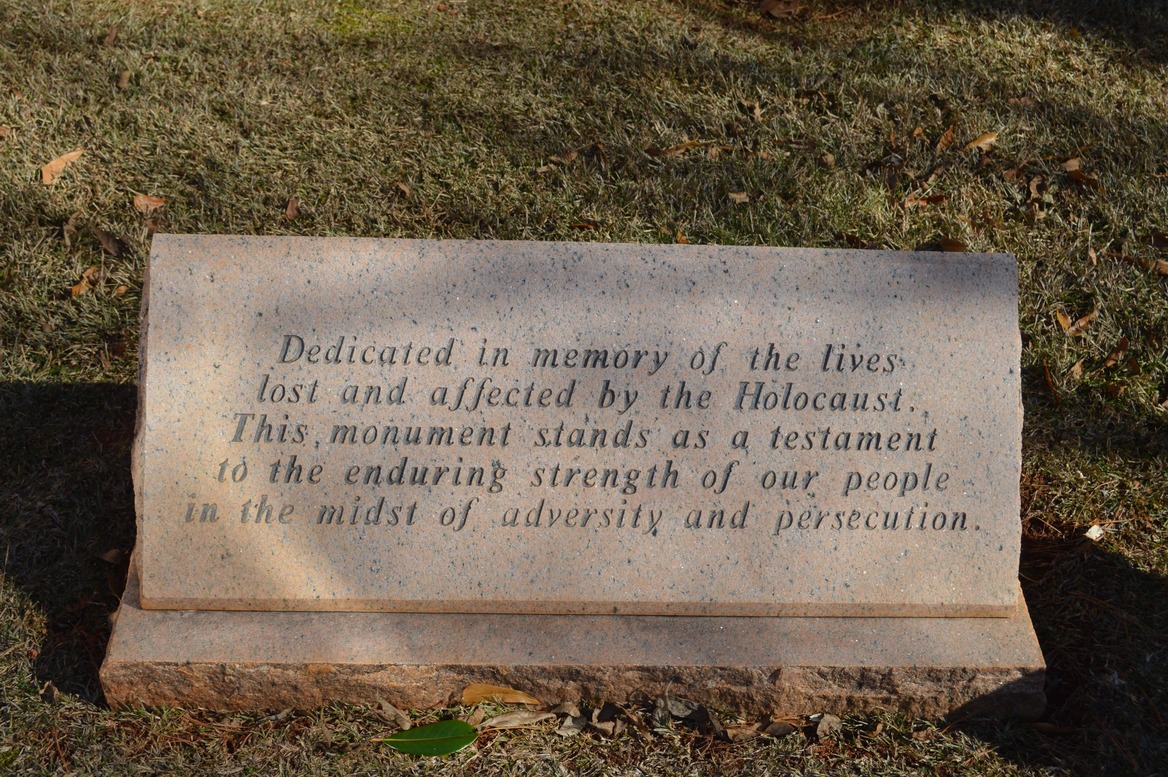 Dedicated in memory of the lives
lost and affected by the Holocaust.
This monument stands as a testament
to the enduring strength of our people
in the midst of adversity and persecution.